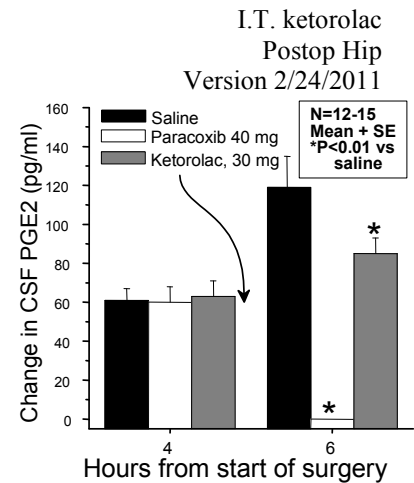 I.T. ketorolac
Postop Hip
Version 2/24/2011
Change in CSF PGE2 (pg/ml)
160
140
120
100
80
60
40
20
0
Saline
Paracoxib 40 mg
Ketorolac, 30 mg
N=12-15
Mean + SE
*P<0.01 vs
saline
*
*
4
6
Hours from start of surgery